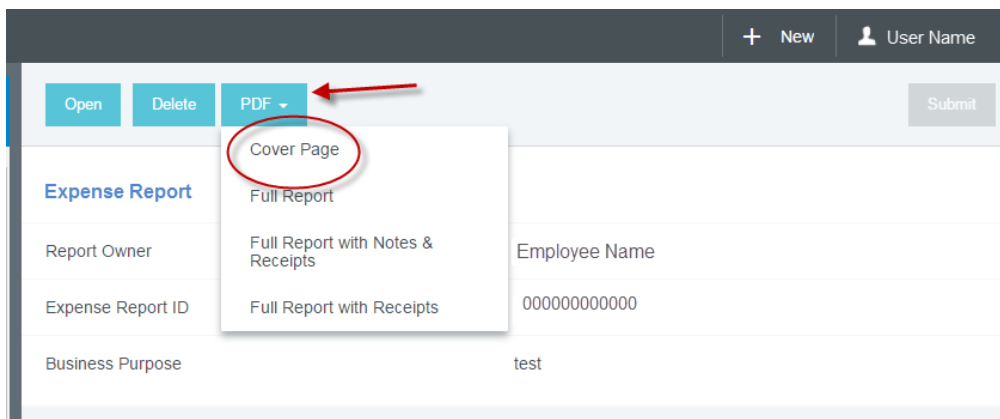 + New User Name
Open Delete PDF Submit
Cover Page
Expense Report
Full Report
Report Owner
Full Report with Notes &
Receipts
Employee Name
Expense Report ID
Full Report with Receipts
000000000000
Business Purpose
test